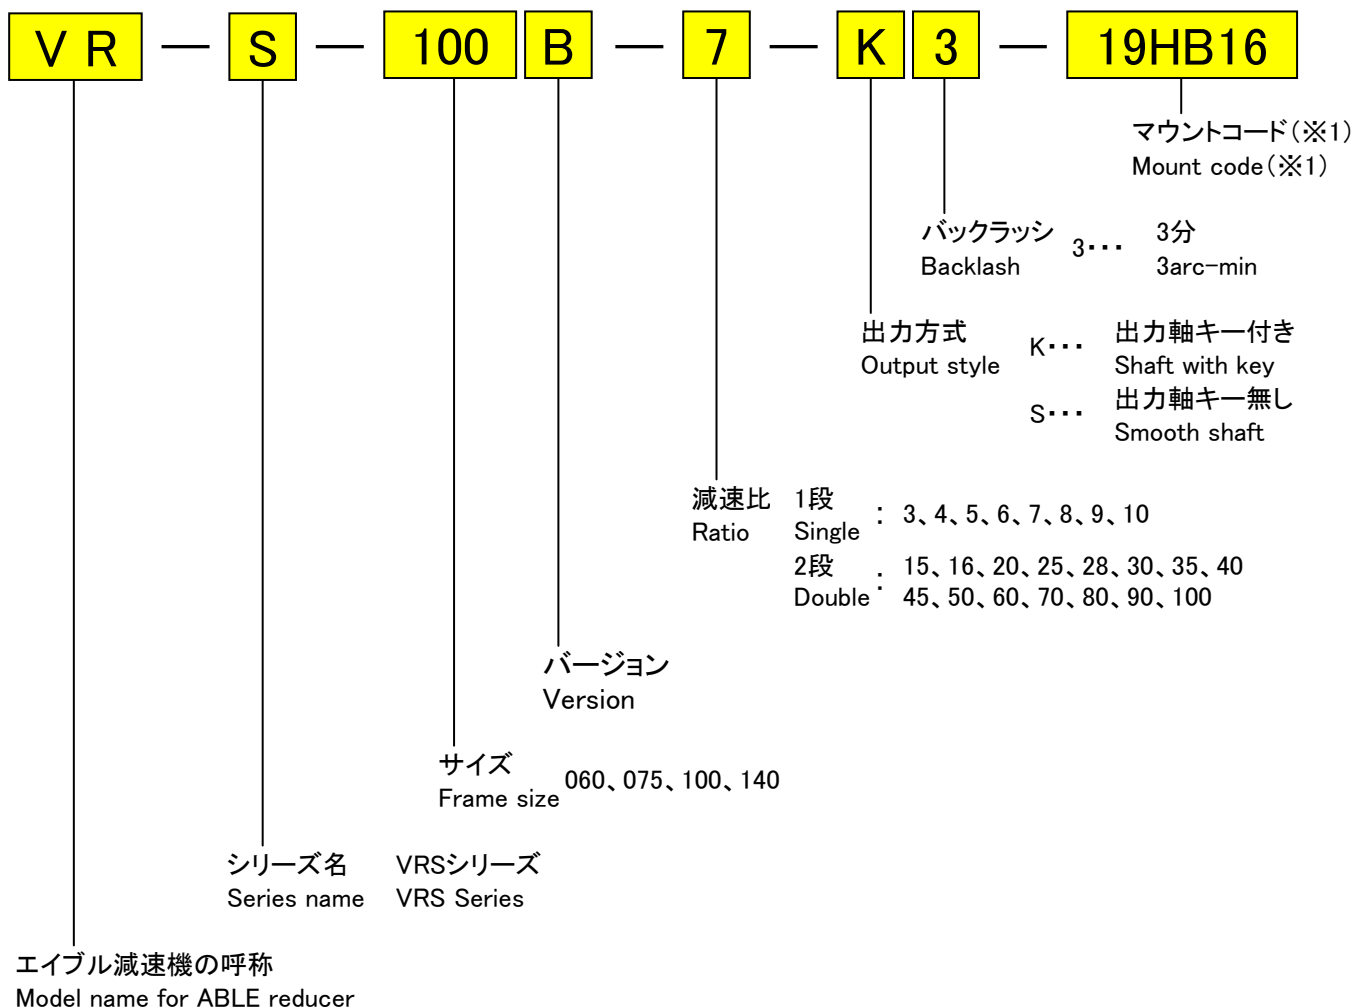 VR － S － 100 B － 7 － K 3 － 19HB16
マウントコード(※1)
Mount code(※1)
バックラッシ 3･･･ 3分
Backlash 3arc-min
出力方式 K･･･ 出力軸キー付き
Output style Shaft with key
S･･･ 出力軸キー無し
Smooth shaft
減速比 1段 : 3、4、5、6、7、8、9、10
Ratio Single
2段 : 15、16、20、25、28、30、35、40
Double 45、50、60、70、80、90、100
バージョン
Version
サイズ 060、075、100、140
Frame size
シリーズ名 VRSシリーズ
Series name VRS Series
エイブル減速機の呼称
Model name for ABLE reducer